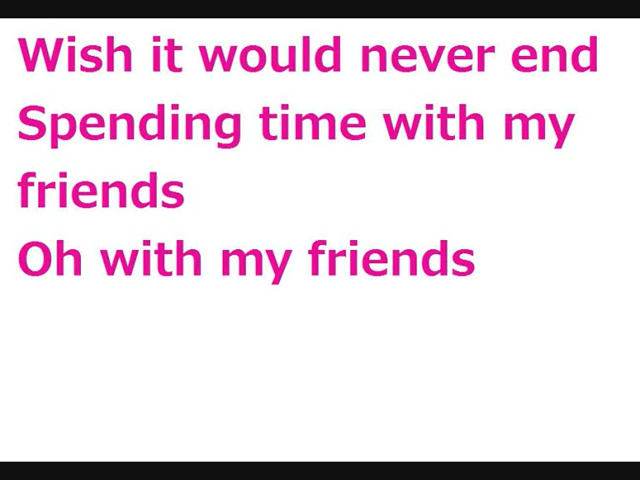 Wish it would never end
Spending time with my
friends
Oh with my friends